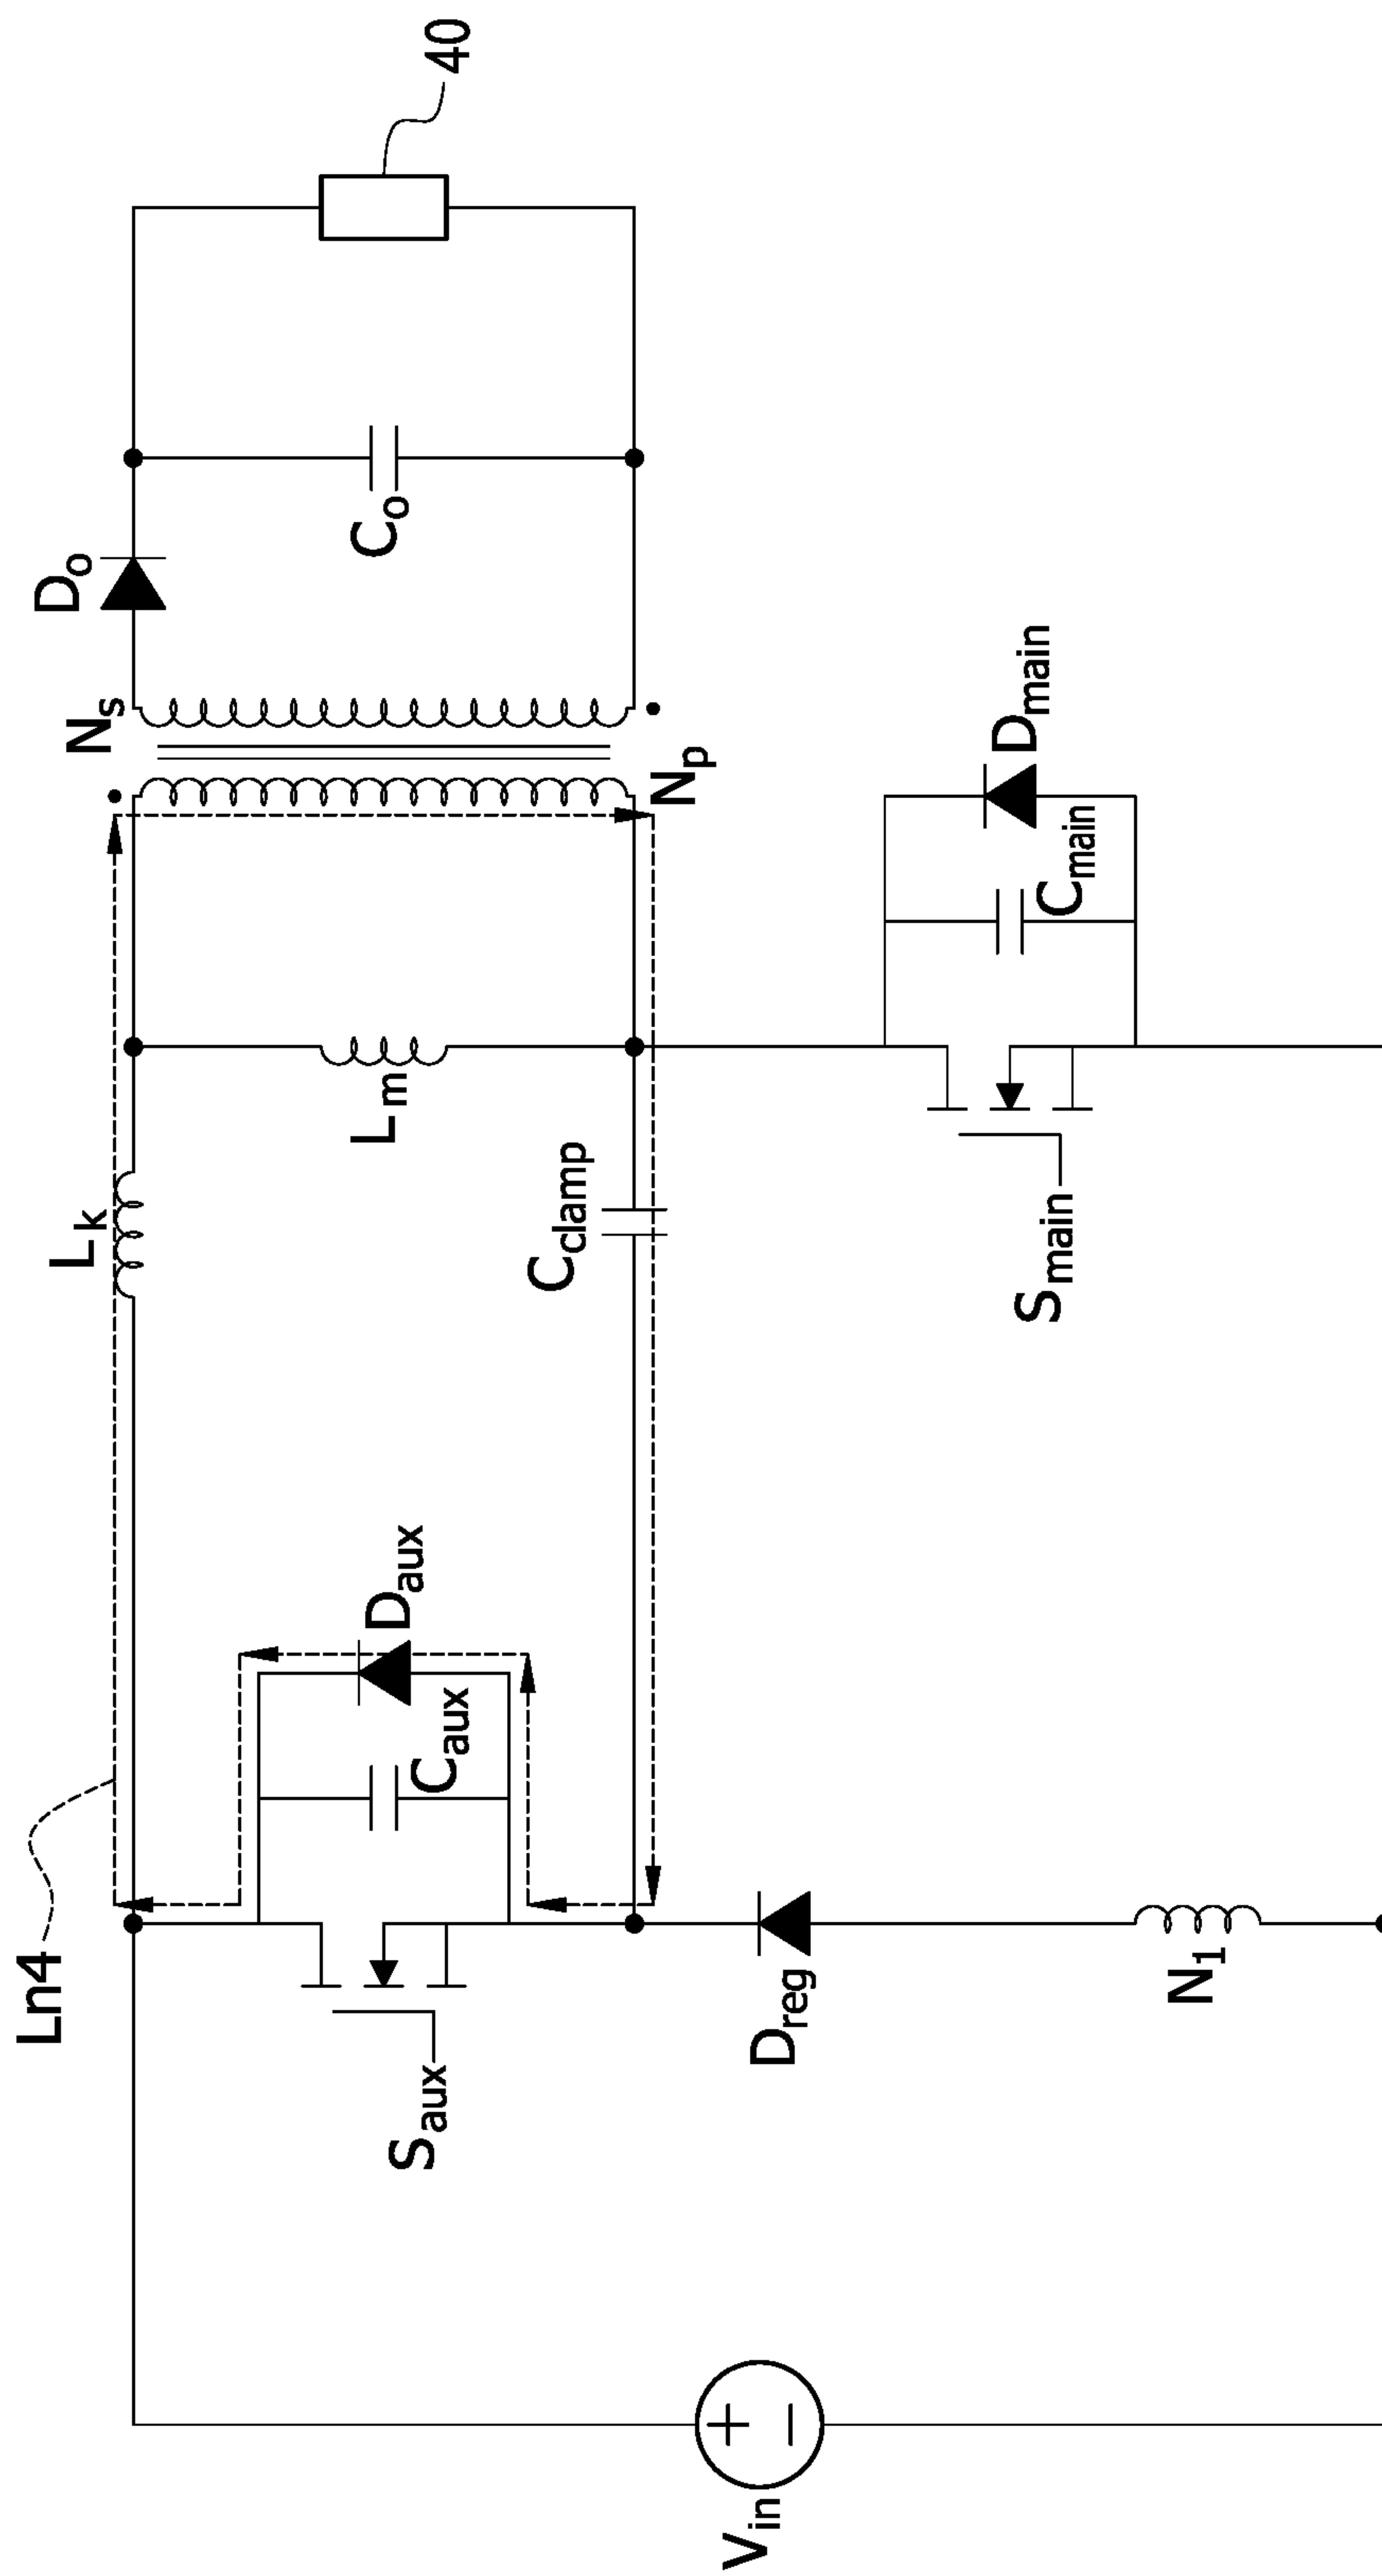 Ln4
Lk
Ns
Do
40
Saux
Caux
Daux
Lm
Co
Cclamp
Np
Vin
Dreg
N1
Smain
Cmain
Dmain